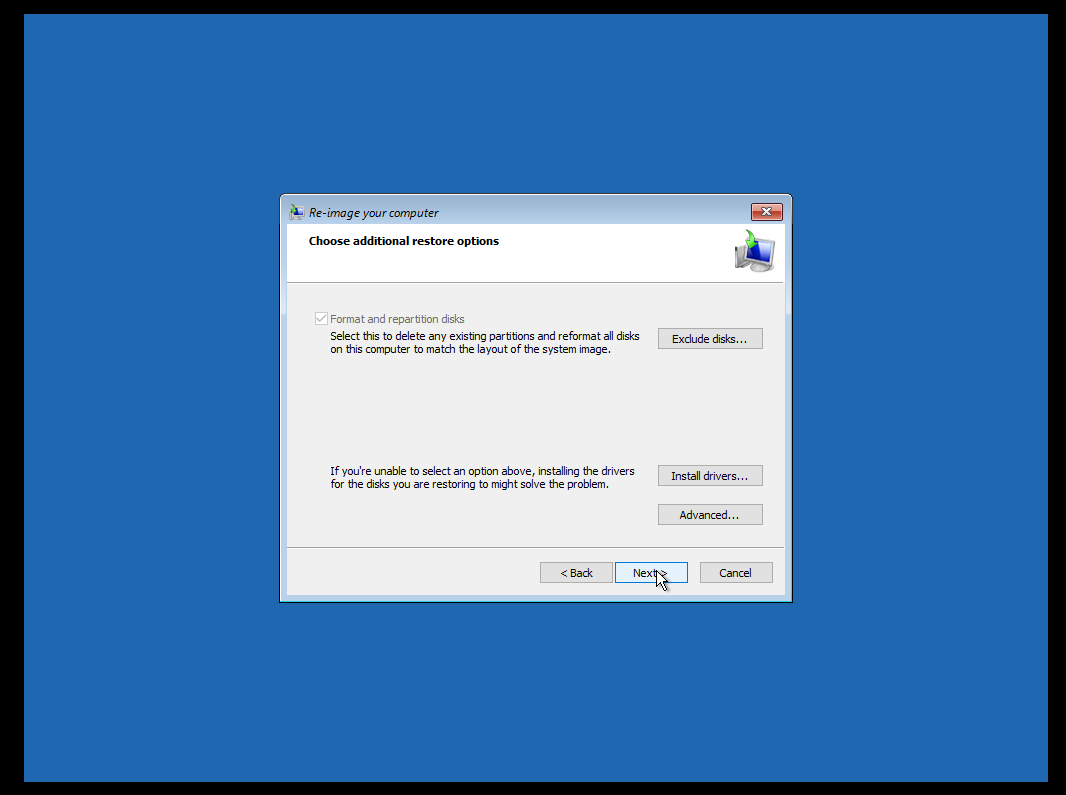 Re-image your computer
Choose additional restore options
Format and repartition disks
Select this to delete any existing partitions and reformat all disks
on this computer to match the layout of the system image.
Exclude disks...
If you're unable to select an option above, installing the drivers
for the disks you are restoring to might solve the problem.
Install drivers...
Advanced...
< Back
Next >
Cancel